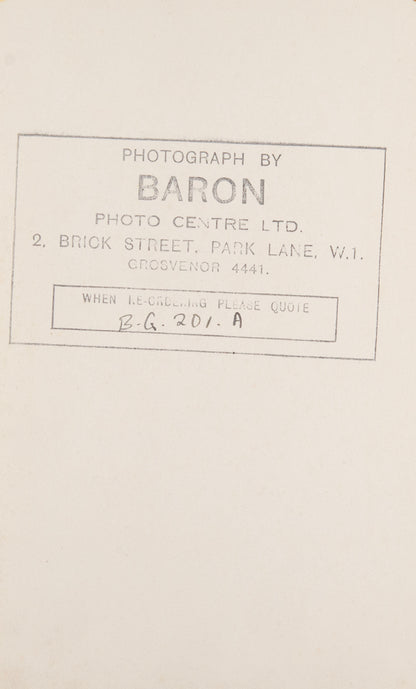 PHOTOGRAPH BY
BARON
PHOTO CENTRE LTD.
2, BRICK STREET, PARK LANE, W.1.
GROSVENOR 4441.
WHEN RE-ORDERING PLEASE QUOTE
B.G. 201. A